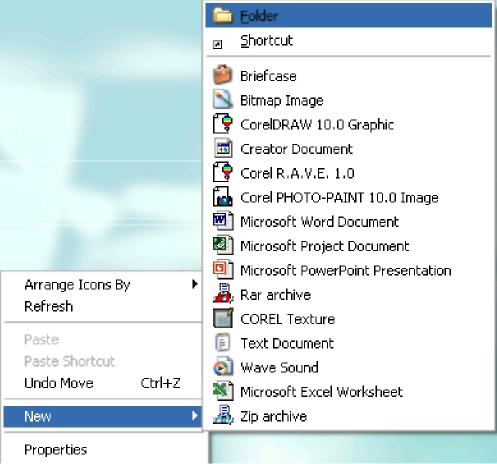 Folder
Shortcut
Briefcase
Bitmap Image
CorelDRAW 10.0 Graphic
Creator Document
Corel R.A.V.E. 1.0
Corel PHOTO-PAINT 10.0 Image
Microsoft Word Document
Microsoft Project Document
Microsoft PowerPoint Presentation
Rar archive
COREL Texture
Text Document
Wave Sound
Microsoft Excel Worksheet
Zip archive
Arrange Icons By
Refresh
Paste
Paste Shortcut
Undo Move Ctrl+Z
New
Properties